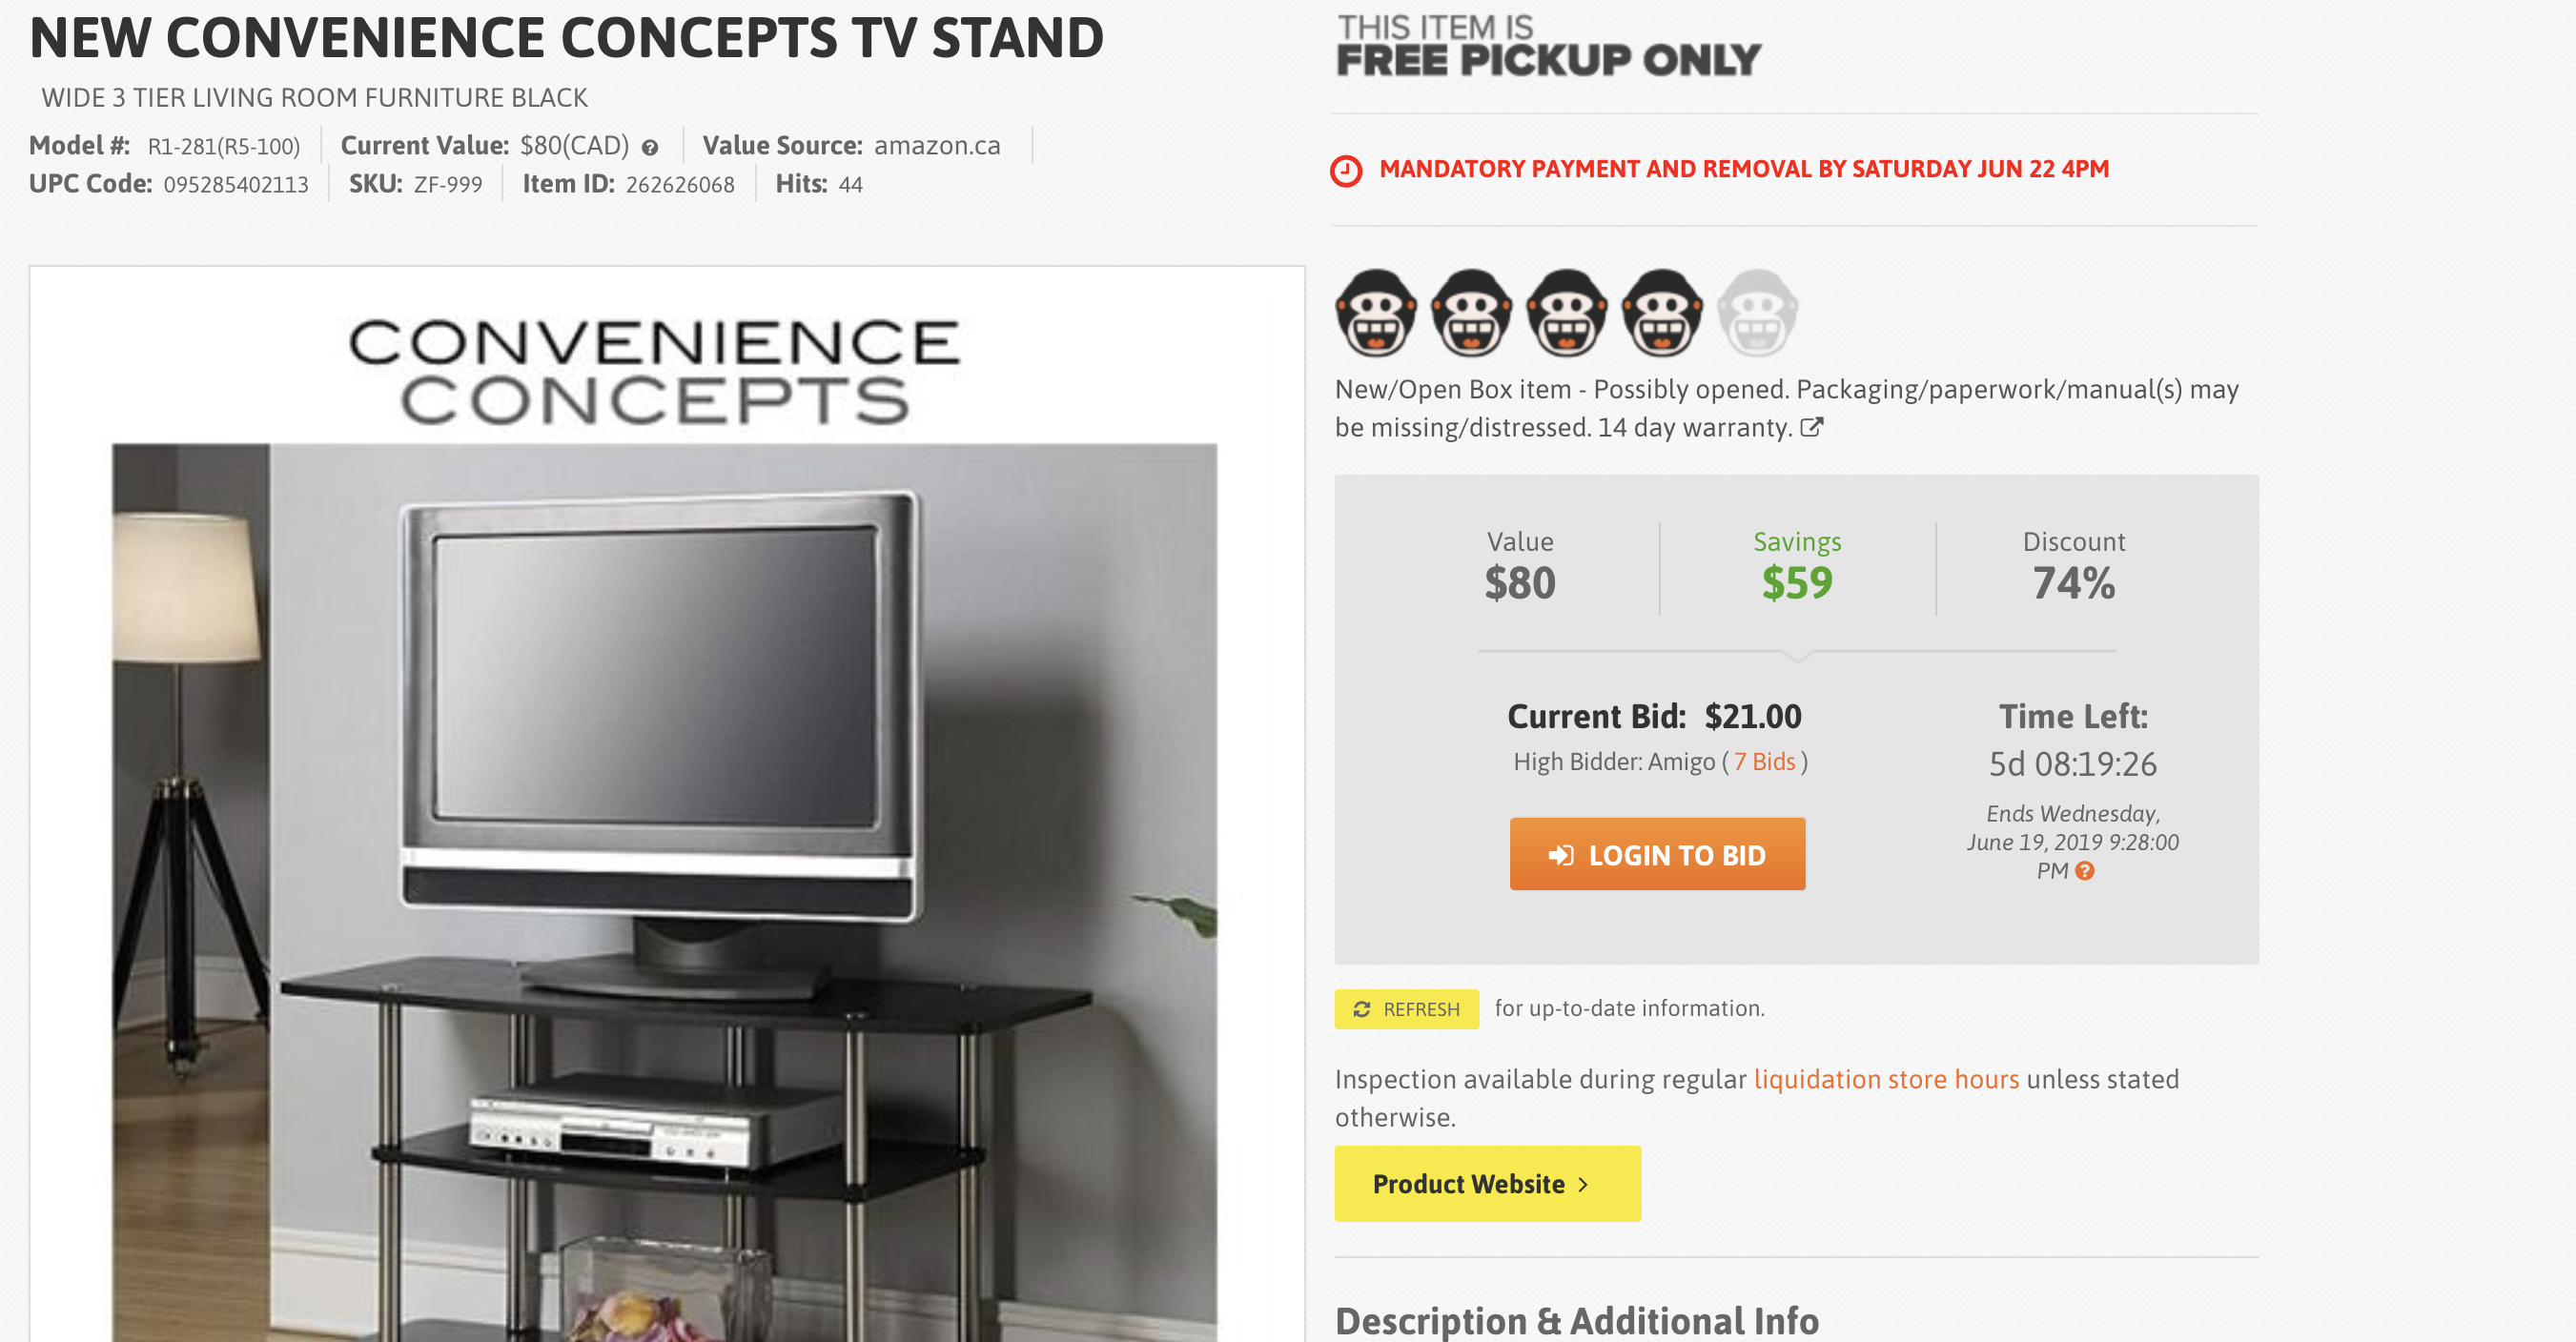 NEW CONVENIENCE CONCEPTS TV STAND
WIDE 3 TIER LIVING ROOM FURNITURE BLACK
Model #: R1-281(R5-100) Current Value: $80(CAD) Value Source: amazon.ca
UPC Code: 095285402113 SKU: ZF-999 Item ID: 262626068 Hits: 44
CONVENIENCE
CONCEPTS
THIS ITEM IS
FREE PICKUP ONLY
MANDATORY PAYMENT AND REMOVAL BY SATURDAY JUN 22 4PM
New/Open Box item - Possibly opened. Packaging/paperwork/manual(s) may
be missing/distressed. 14 day warranty.
Value Savings Discount
$80 $59 74%
Current Bid: $21.00
High Bidder: Amigo ( 7 Bids )
LOGIN TO BID
Time Left:
5d 08:19:26
Ends Wednesday,
June 19, 2019 9:28:00
PM ?
REFRESH for up-to-date information.
Inspection available during regular liquidation store hours unless stated
otherwise.
Product Website >
Description & Additional Info